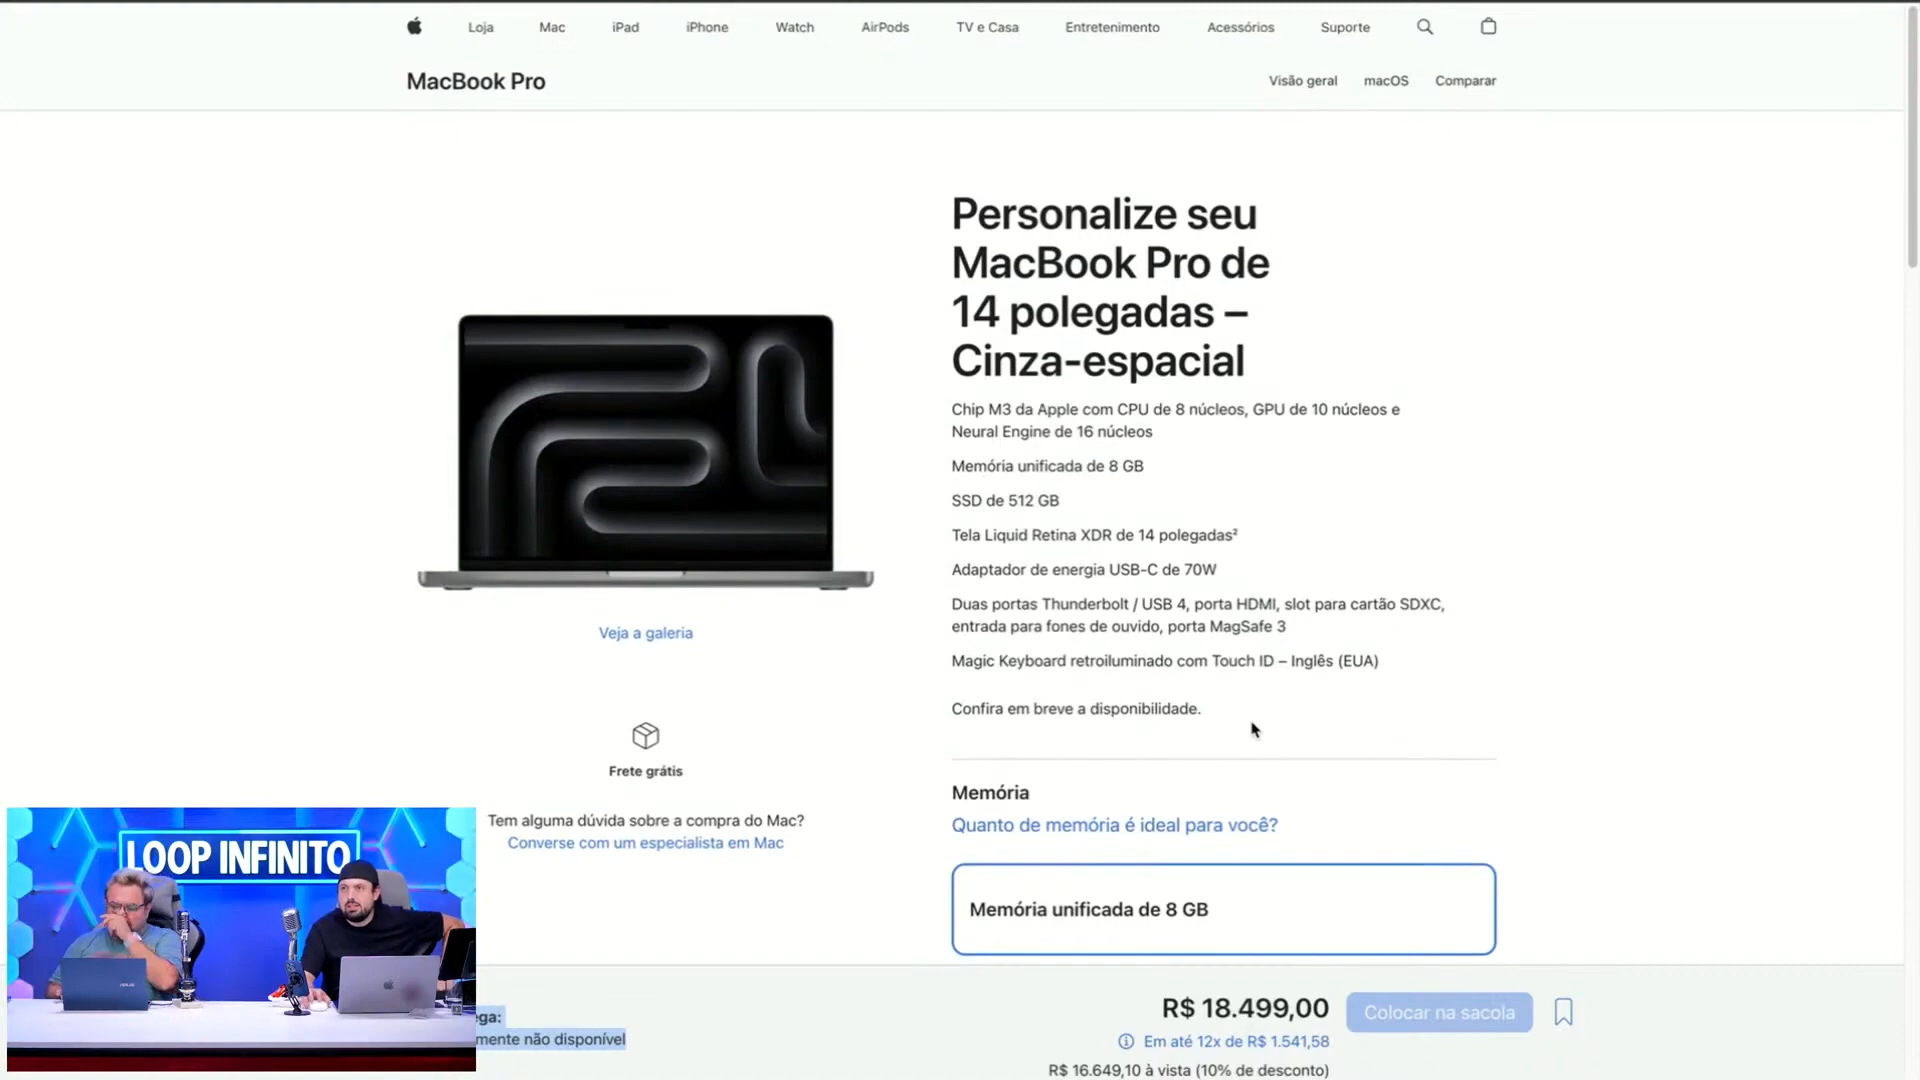 Loja Mac iPad iPhone Watch AirPods TV e Casa Entretenimento Acessórios Suporte
MacBook Pro
Visão geral macOS Comparar
Personalize seu
MacBook Pro de
14 polegadas –
Cinza-espacial
Chip M3 da Apple com CPU de 8 núcleos, GPU de 10 núcleos e
Neural Engine de 16 núcleos
Memória unificada de 8 GB
SSD de 512 GB
Tela Liquid Retina XDR de 14 polegadas²
Adaptador de energia USB-C de 70W
Duas portas Thunderbolt / USB 4, porta HDMI, slot para cartão SDXC,
entrada para fones de ouvido, porta MagSafe 3
Magic Keyboard retroiluminado com Touch ID – Inglês (EUA)
Confira em breve a disponibilidade.
Veja a galeria
Frete grátis
Tem alguma dúvida sobre a compra do Mac?
Converse com um especialista em Mac
Memória
Quanto de memória é ideal para você?
Memória unificada de 8 GB
LOOP INFINITO
ega:
mente não disponível
R$ 18.499,00
Em até 12x de R$ 1.541,58
R$ 16.649,10 à vista (10% de desconto)
Colocar na sacola